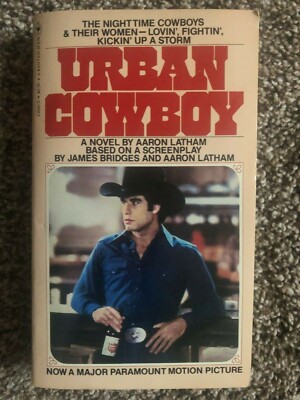 THE NIGHTTIME COWBOYS
& THEIR WOMEN—LOVIN', FIGHTIN',
KICKIN' UP A STORM
URBAN
COWBOY
A NOVEL BY AARON LATHAM
BASED ON A SCREENPLAY
BY JAMES BRIDGES AND AARON LATHAM
NOW A MAJOR PARAMOUNT MOTION PICTURE